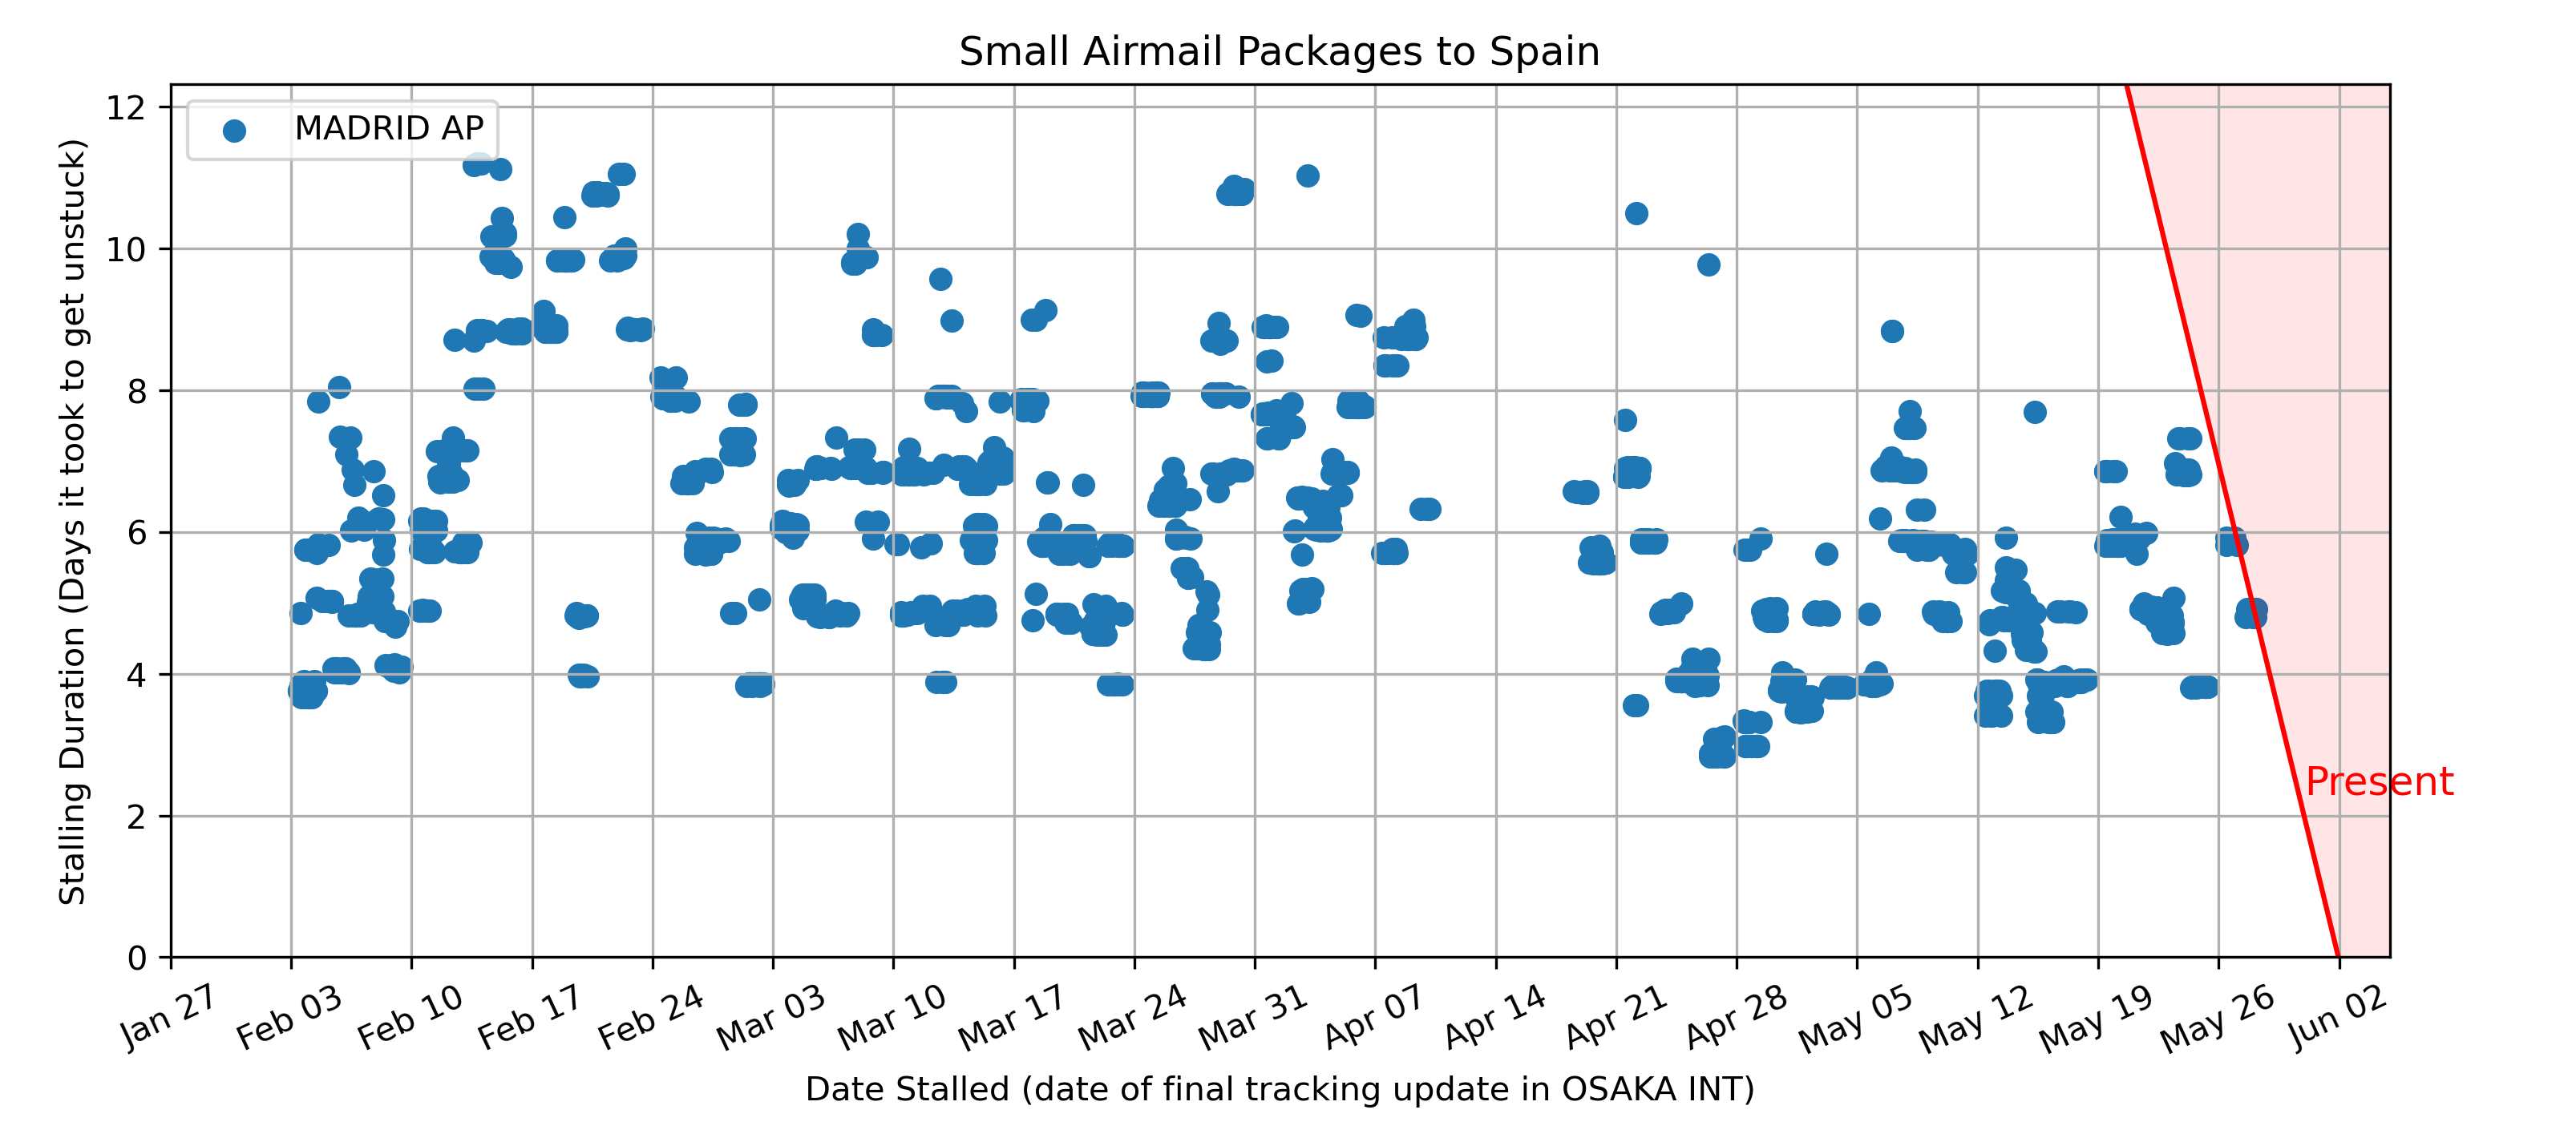 Small Airmail Packages to Spain
MADRID AP
Stalling Duration (Days it took to get unstuck)
12
10
8
6
4
2
0
Present
Jan 27
Feb 03
Feb 10
Feb 17
Feb 24
Mar 03
Mar 10
Mar 17
Mar 24
Mar 31
Apr 07
Apr 14
Apr 21
Apr 28
May 05
May 12
May 19
May 26
Jun 02
Date Stalled (date of final tracking update in OSAKA INT)